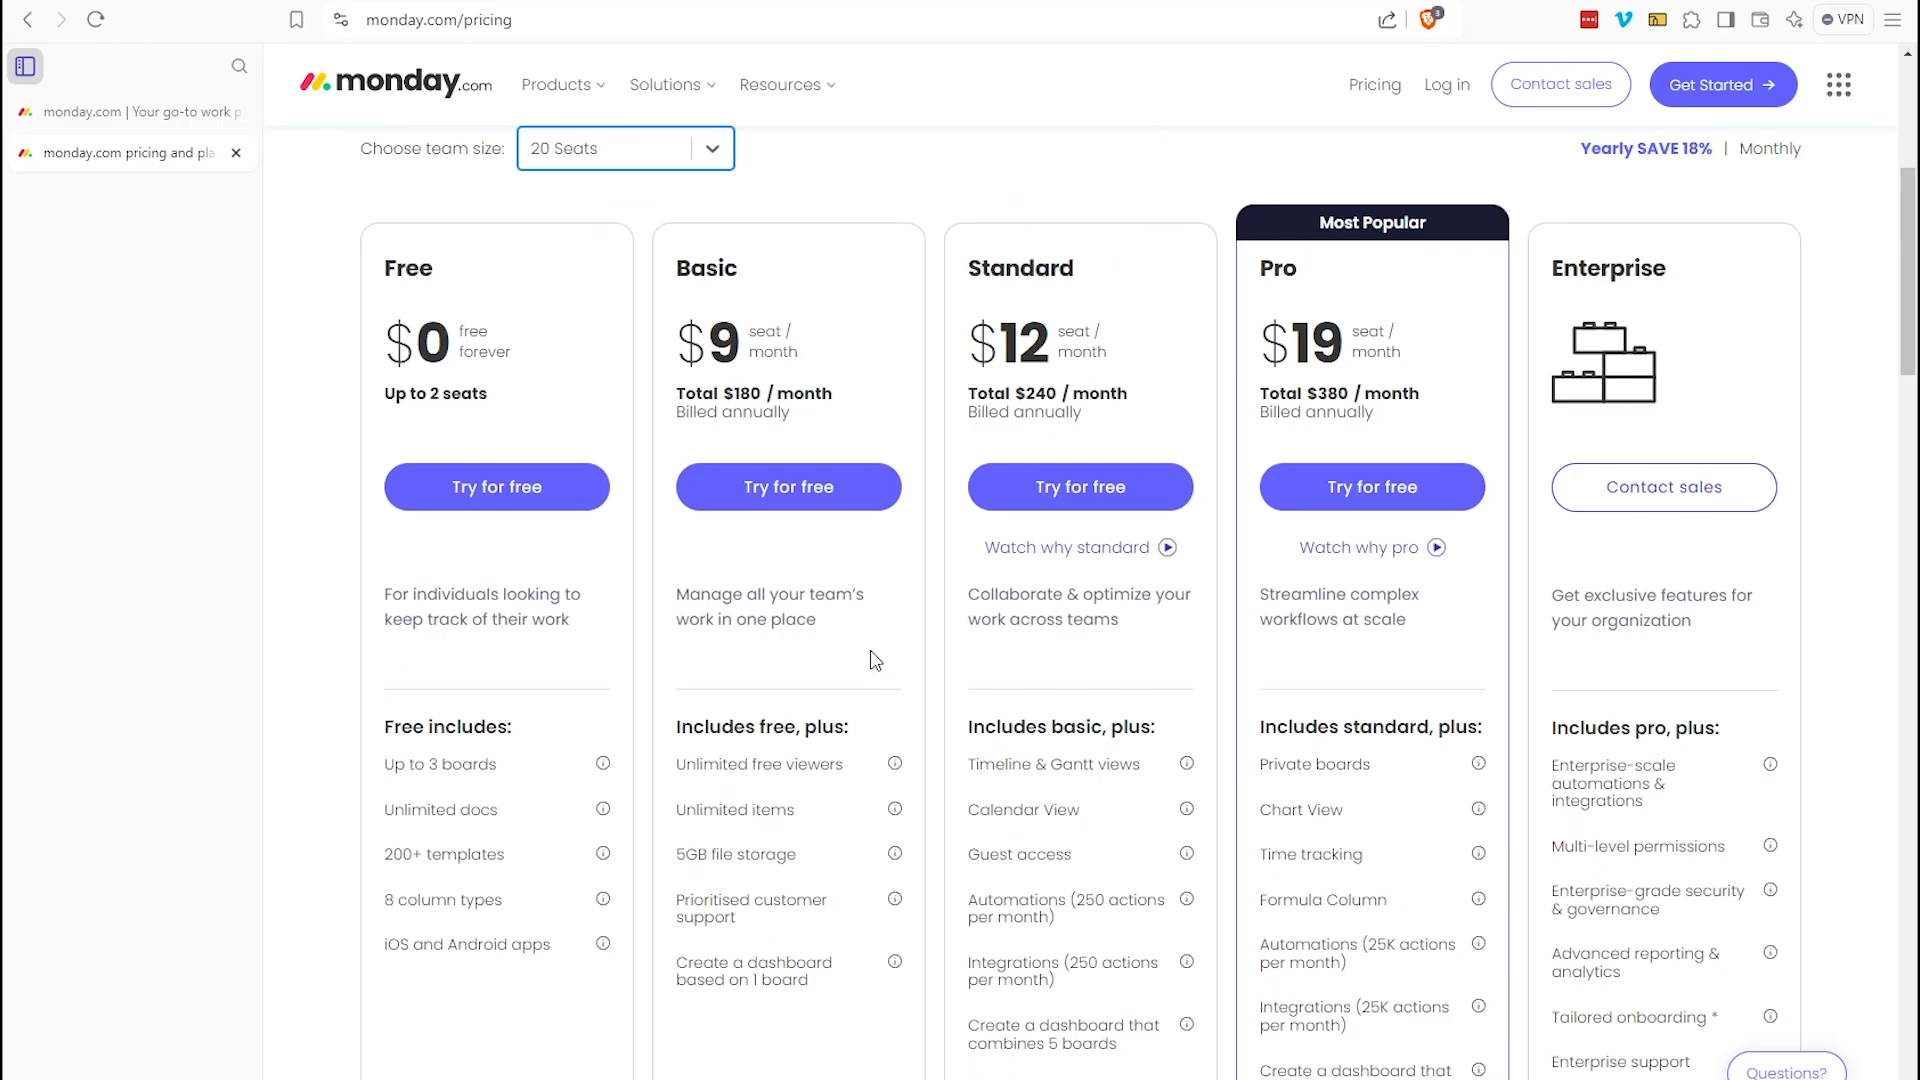 monday.com/pricing
3
VPN
monday.com | Your go-to work p
monday.com pricing and pla
monday.com
Products
Solutions
Resources
Pricing
Log in
Contact sales
Get Started →
Choose team size:
20 Seats
Yearly SAVE 18% | Monthly
Most Popular
Free
$0 free
forever
Up to 2 seats
Try for free
For individuals looking to
keep track of their work
Free includes:
Up to 3 boards
Unlimited docs
200+ templates
8 column types
iOS and Android apps
Basic
$9 seat /
month
Total $180 / month
Billed annually
Try for free
Manage all your team's
work in one place
Includes free, plus:
Unlimited free viewers
Unlimited items
5GB file storage
Prioritised customer
support
Create a dashboard
based on 1 board
Standard
$12 seat /
month
Total $240 / month
Billed annually
Try for free
Watch why standard
Collaborate & optimize your
work across teams
Includes basic, plus:
Timeline & Gantt views
Calendar View
Guest access
Automations (250 actions
per month)
Integrations (250 actions
per month)
Create a dashboard that
combines 5 boards
Pro
$19 seat /
month
Total $380 / month
Billed annually
Try for free
Watch why pro
Streamline complex
workflows at scale
Includes standard, plus:
Private boards
Chart View
Time tracking
Formula Column
Automations (25K actions
per month)
Integrations (25K actions
per month)
Create a dashboard that
Enterprise
Contact sales
Get exclusive features for
your organization
Includes pro, plus:
Enterprise-scale
automations &
integrations
Multi-level permissions
Enterprise-grade security
& governance
Advanced reporting &
analytics
Tailored onboarding *
Enterprise support
Questions?